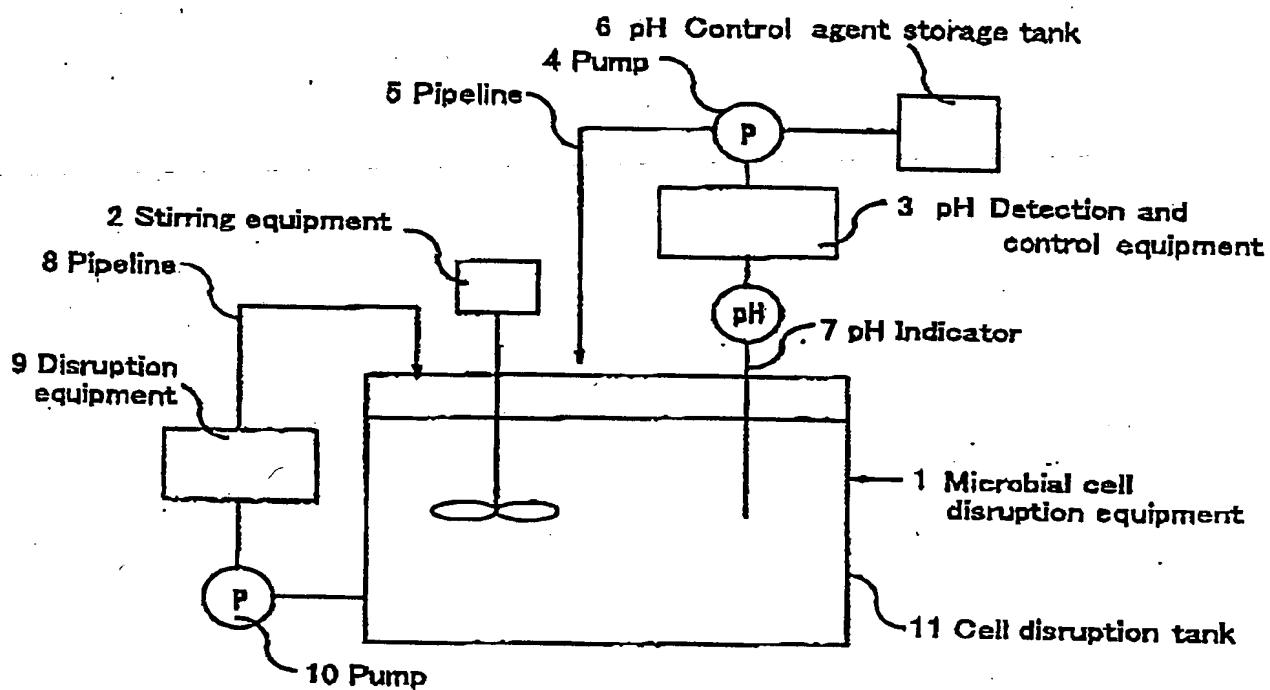 6 pH Control agent storage tank
4 Pump
5 Pipeline
P
2 Stirring equipment
3 pH Detection and
control equipment
8 Pipeline
pH
7 pH Indicator
9 Disruption
equipment
1 Microbial cell
disruption equipment
P
11 Cell disruption tank
10 Pump